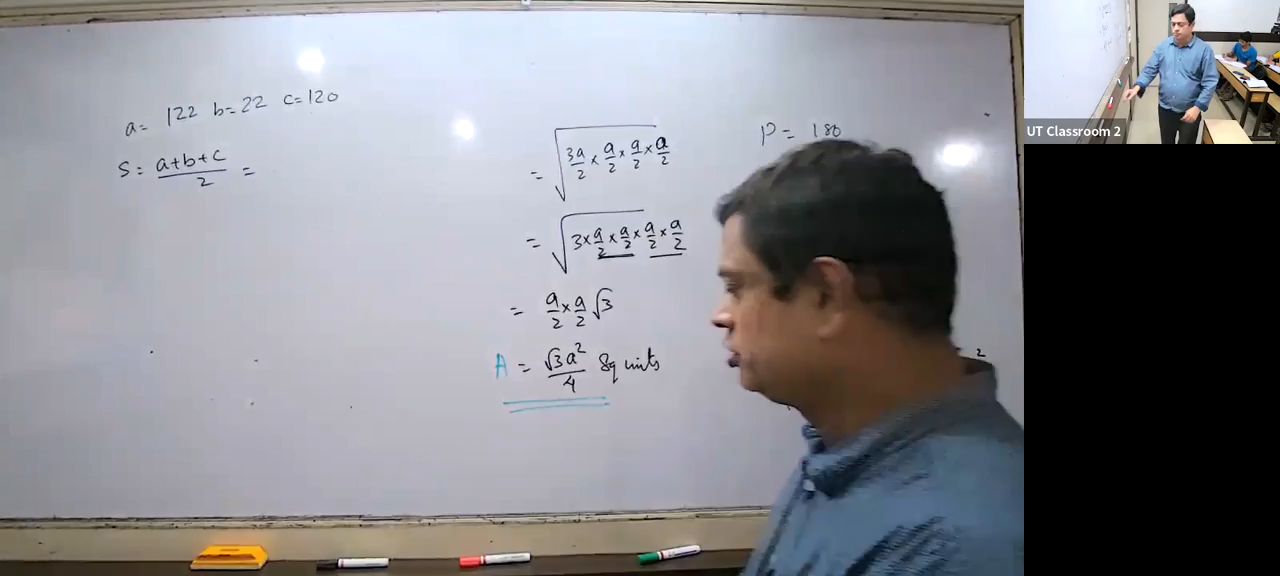 a = 122 b=22 c=120
S = a+b+c/2 =
= √(3a/2 × a/2 × a/2 × a/2)
= √(3 × a/2 × a/2 × a/2 × a/2)
= a/2 × a/2 √3
A = √3a²/4 Sq units
P = 180
2
UT Classroom 2